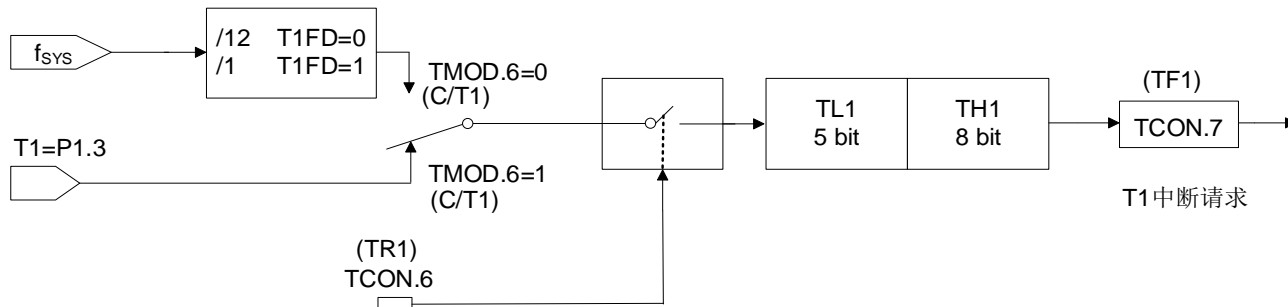 fSYS
/12 T1FD=0
/1 T1FD=1
TMOD.6=0
(C/T1)
T1=P1.3
TMOD.6=1
(C/T1)
(TR1)
TCON.6
TL1
5 bit
TH1
8 bit
(TF1)
TCON.7
T1中断请求